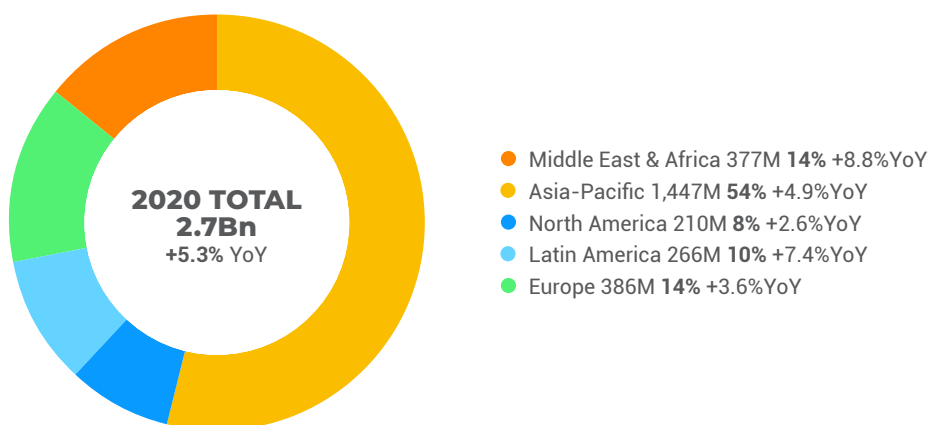 2020 TOTAL
2.7Bn
+5.3% YoY
Middle East & Africa 377M 14% +8.8%YoY
Asia-Pacific 1,447M 54% +4.9%YoY
North America 210M 8% +2.6%YoY
Latin America 266M 10% +7.4%YoY
Europe 386M 14% +3.6%YoY